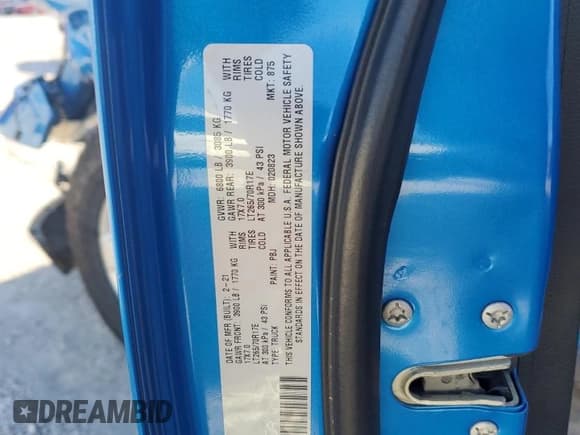 DATE OF MFR (BUILT): 2-21 GVWR: 6800 LB / 3085 KG
GAWR FRONT: 3900 LB / 1770 KG WITH GAWR REAR: 3900 LB / 1770 KG WITH
17X7.0 RIMS 17X7.0 RIMS
LT265/70R17E TIRES LT265/70R17E TIRES
AT 300 kPa / 43 PSI COLD AT 300 kPa / 43 PSI COLD
TYPE TRUCK PAINT: PBJ MDH: 020823 MKT: 875
THIS VEHICLE CONFORMS TO ALL APPLICABLE U.S.A. FEDERAL MOTOR VEHICLE SAFETY
STANDARDS IN EFFECT ON THE DATE OF MANUFACTURE SHOWN ABOVE.
DREAMBID